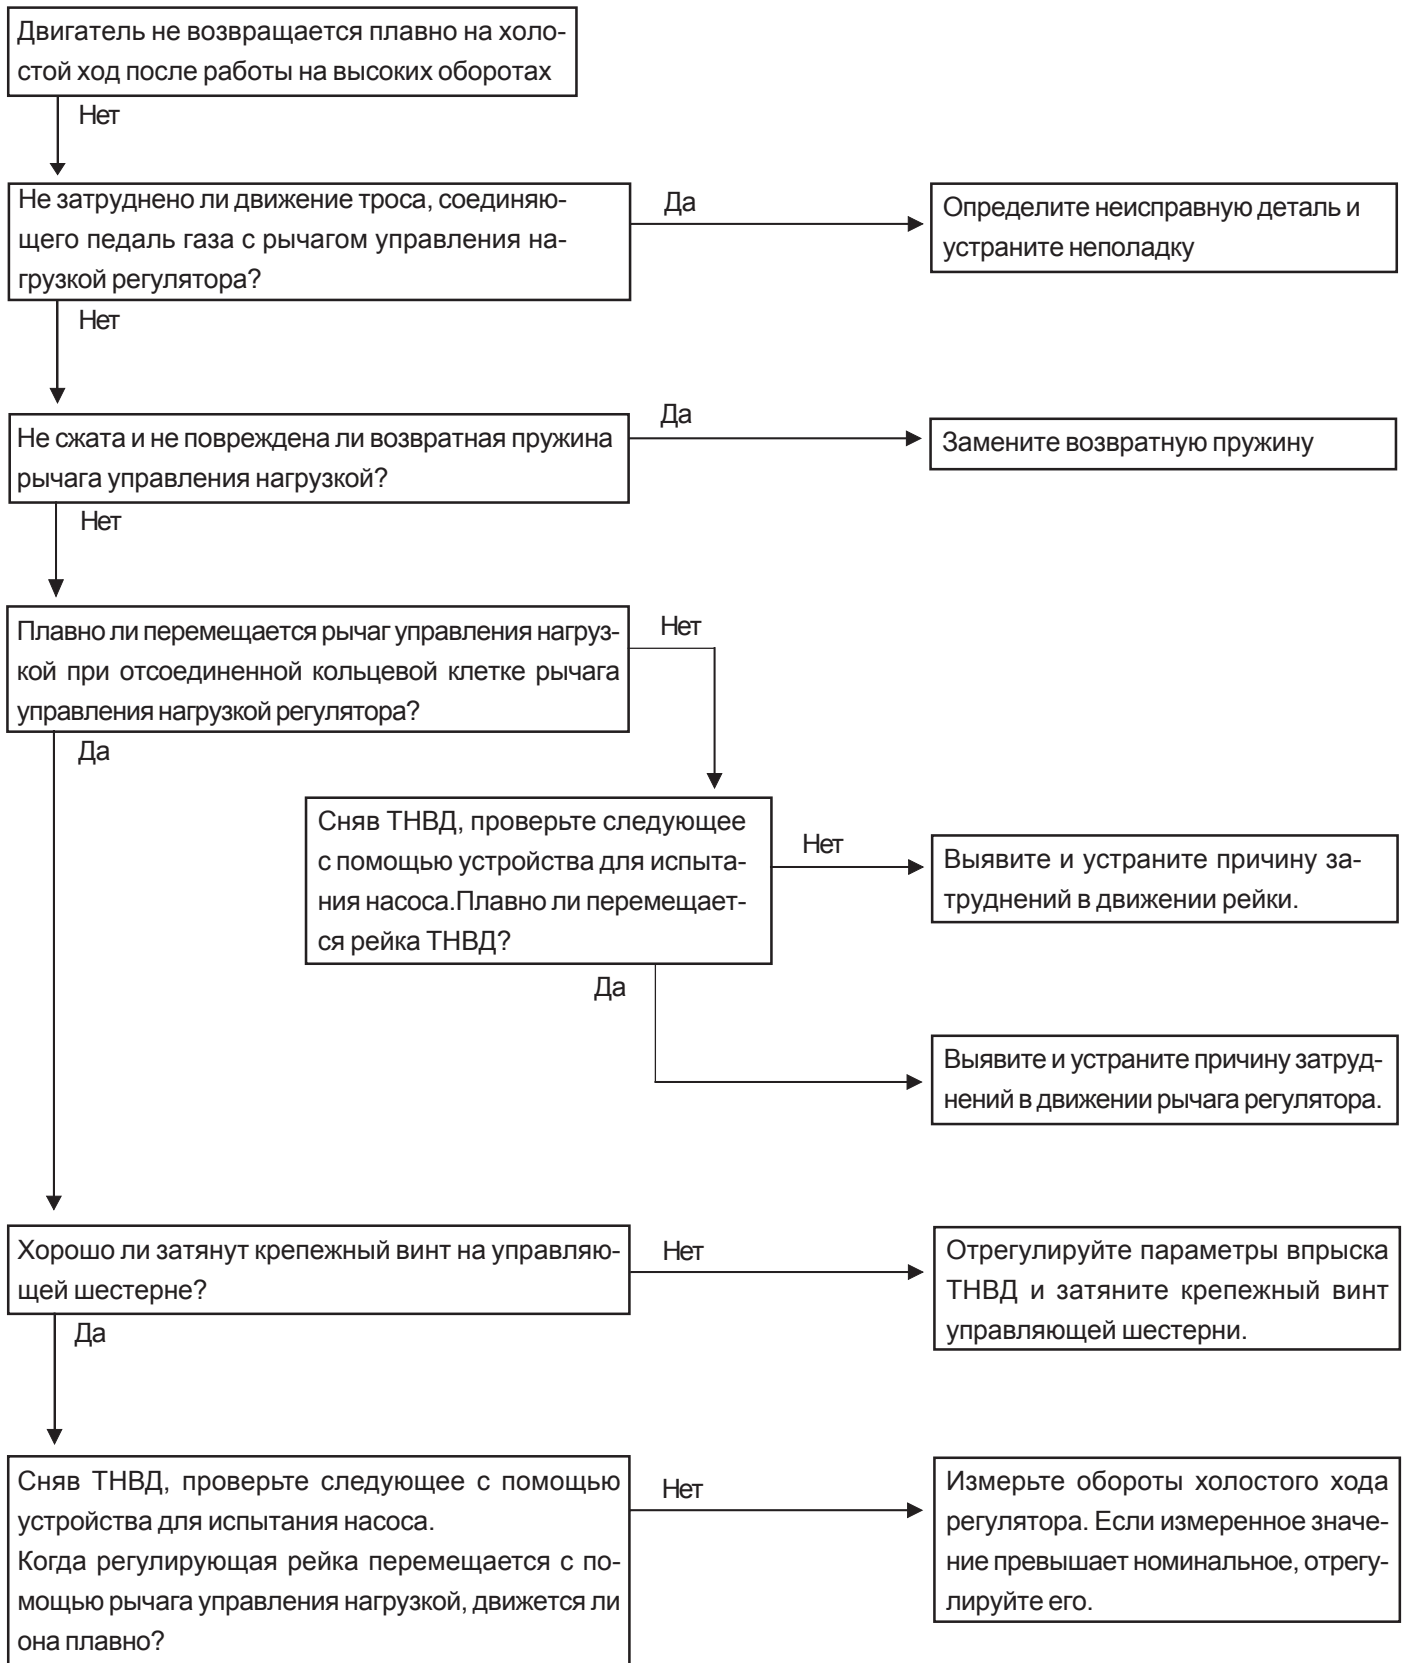 Двигатель не возвращается плавно на холо-
стой ход после работы на высоких оборотах
Нет
Не затруднено ли движение троса, соединяю-
щего педаль газа с рычагом управления на-
грузкой регулятора?
Да
Определите неисправную деталь и
устраните неполадку
Нет
Не сжата и не повреждена ли возвратная пружина
рычага управления нагрузкой?
Да
Замените возвратную пружину
Нет
Плавно ли перемещается рычаг управления нагруз-
кой при отсоединенной кольцевой клетке рычага
управления нагрузкой регулятора?
Нет
Да
Сняв ТНВД, проверьте следующее
с помощью устройства для испыта-
ния насоса.Плавно ли перемещает-
ся рейка ТНВД?
Нет
Выявите и устраните причину за-
труднений в движении рейки.
Да
Выявите и устраните причину затруд-
нений в движении рычага регулятора.
Хорошо ли затянут крепежный винт на управляю-
щей шестерне?
Нет
Отрегулируйте параметры впрыска
ТНВД и затяните крепежный винт
управляющей шестерни.
Да
Сняв ТНВД, проверьте следующее с помощью
устройства для испытания насоса.
Когда регулирующая рейка перемещается с по-
мощью рычага управления нагрузкой, движется ли
она плавно?
Нет
Измерьте обороты холостого хода
регулятора. Если измеренное значе-
ние превышает номинальное, отрегу-
лируйте его.